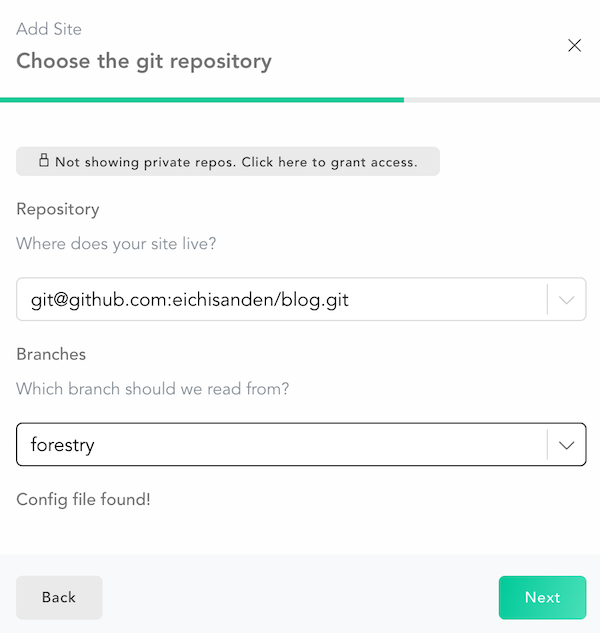 Add Site
Choose the git repository
Not showing private repos. Click here to grant access.
Repository
Where does your site live?
git@github.com:eichisanden/blog.git
Branches
Which branch should we read from?
forestry
Config file found!
Back
Next